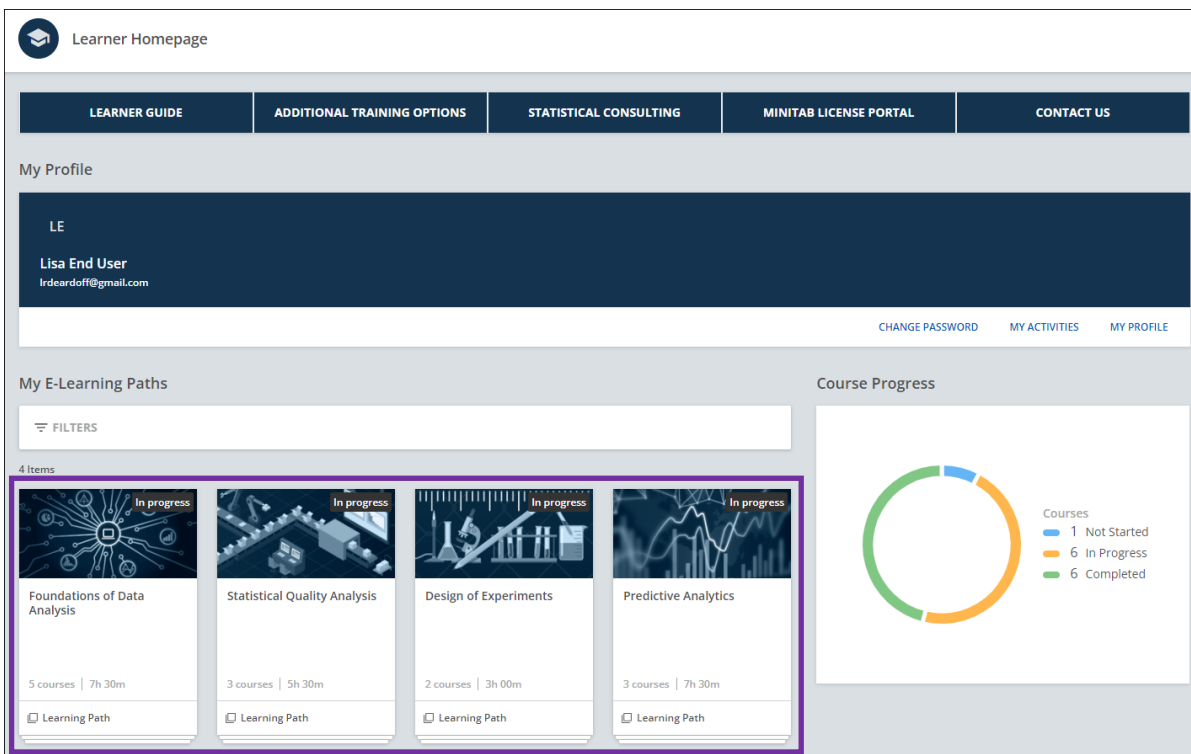 Learner Homepage
LEARNER GUIDE
ADDITIONAL TRAINING OPTIONS
STATISTICAL CONSULTING
MINITAB LICENSE PORTAL
CONTACT US
My Profile
LE
Lisa End User
lrdeardoff@gmail.com
CHANGE PASSWORD
MY ACTIVITIES
MY PROFILE
My E-Learning Paths
FILTERS
4 Items
In progress
Foundations of Data
Analysis
5 courses | 7h 30m
Learning Path
In progress
Statistical Quality Analysis
3 courses | 5h 30m
Learning Path
In progress
Design of Experiments
2 courses | 3h 00m
Learning Path
In progress
Predictive Analytics
3 courses | 7h 30m
Learning Path
Course Progress
Courses
1 Not Started
6 In Progress
6 Completed